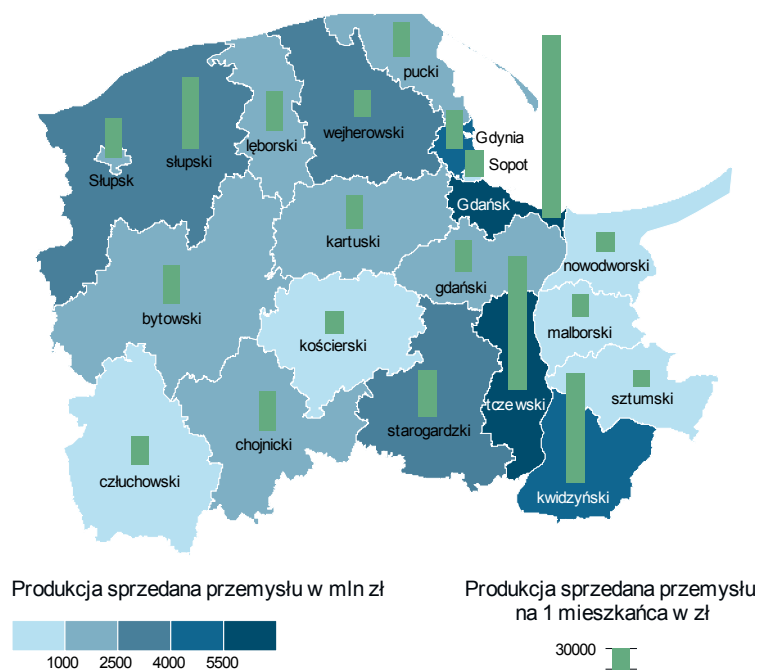 pucki
Gdynia
wejherowski
lęborski
słupski
Słupsk
Sopot
Gdańsk
kartuski
nowodworski
gdański
bytowski
malborski
kościerski
sztumski
tczewski
starogardzki
chojnicki
człuchowski
kwidzyński
Produkcja sprzedana przemysłu w mln zł
1000 2500 4000 5500
Produkcja sprzedana przemysłu
na 1 mieszkańca w zł
30000